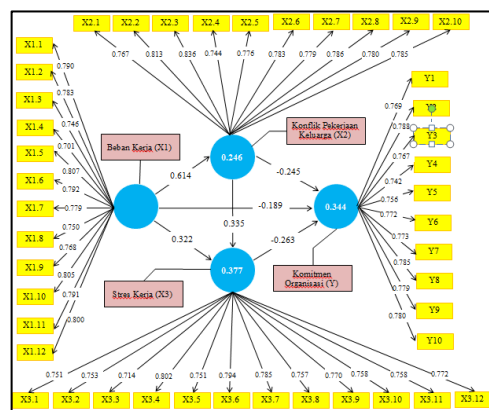 X2.1 X2.2 X2.3 X2.4 X2.5 X2.6 X2.7 X2.8 X2.9 X2.10
0.767 0.813 0.836 0.744 0.776 0.783 0.779 0.786 0.780 0.785
X1.1
X1.2
X1.3
X1.4
X1.5
X1.6
X1.7
X1.8
X1.9
X1.10
X1.11
X1.12
0.790
0.783
0.746
0.701
0.807
0.792
0.779
0.750
0.768
0.805
0.791
0.800
Beban Kerja (X1)
Konflik Pekerjaan
Keluarga (X2)
0.246
0.614
-0.245
-0.189
0.344
0.335
0.322
-0.263
0.377
Stres Kerja (X3)
Komitmen
Organisasi (Y)
Y1
Y3
Y4
Y5
Y6
Y7
Y8
Y9
Y10
0.769
0.788
0.767
0.742
0.756
0.772
0.773
0.785
0.779
0.780
0.751 0.753 0.714 0.802 0.751 0.794 0.785 0.757 0.770 0.758 0.758 0.772
X3.1 X3.2 X3.3 X3.4 X3.5 X3.6 X3.7 X3.8 X3.9 X3.10 X3.11 X3.12